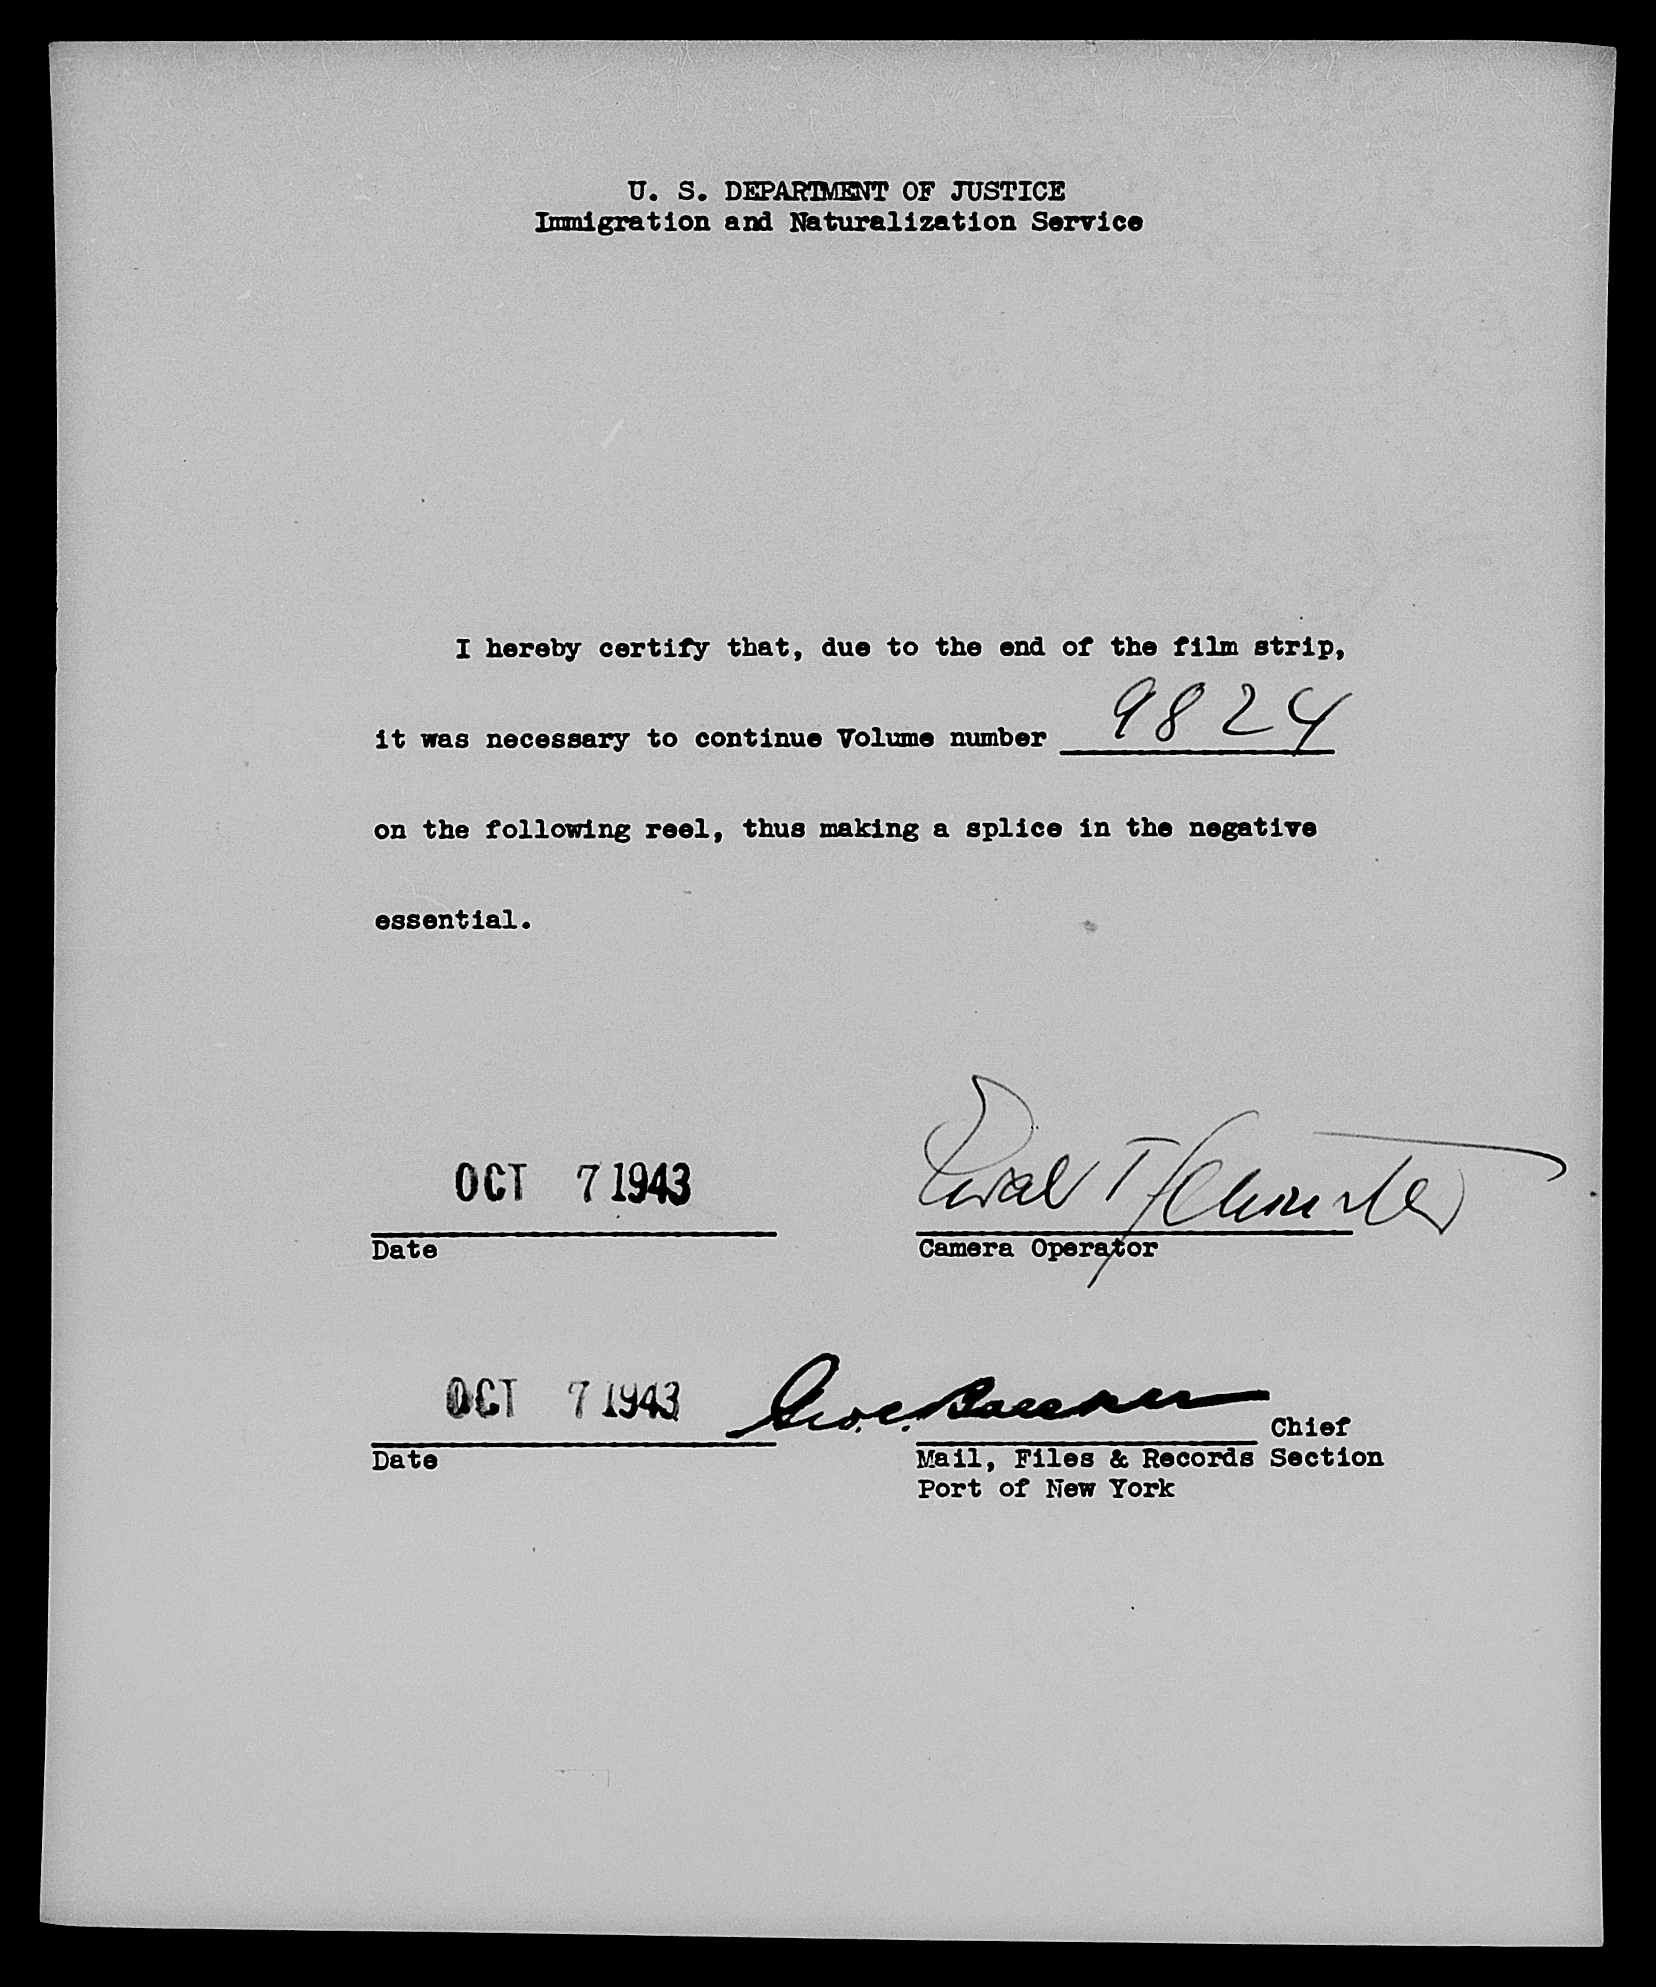 U. S. DEPARTMENT OF JUSTICE
Immigration and Naturalization Service
I hereby certify that, due to the end of the film strip,
it was necessary to continue Volume number 9824
on the following reel, thus making a splice in the negative
essential.
OCT 7 1943
Date
Camera Operator
OCT 7 1943
Geo. C.
Chief
Date
Mail, Files & Records Section
Port of New York